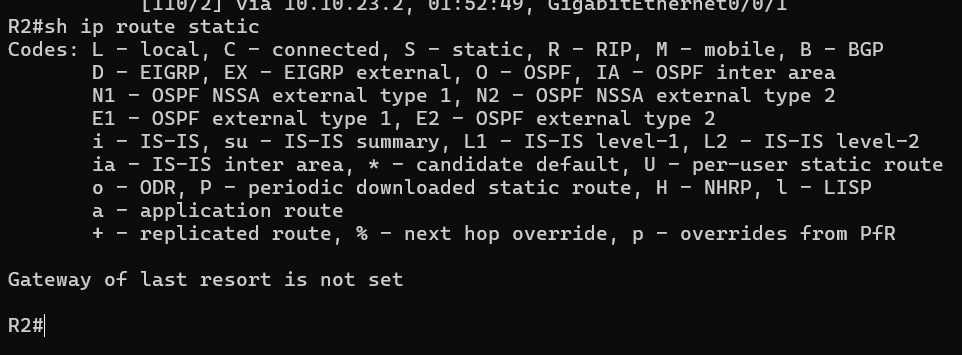 [110/2] via 10.10.23.2, 01:52:49, GigabitEthernet0/0/1
R2#sh ip route static
Codes: L - local, C - connected, S - static, R - RIP, M - mobile, B - BGP
       D - EIGRP, EX - EIGRP external, O - OSPF, IA - OSPF inter area
       N1 - OSPF NSSA external type 1, N2 - OSPF NSSA external type 2
       E1 - OSPF external type 1, E2 - OSPF external type 2
       i - IS-IS, su - IS-IS summary, L1 - IS-IS level-1, L2 - IS-IS level-2
       ia - IS-IS inter area, * - candidate default, U - per-user static route
       o - ODR, P - periodic downloaded static route, H - NHRP, l - LISP
       a - application route
       + - replicated route, % - next hop override, p - overrides from PfR
Gateway of last resort is not set
R2#